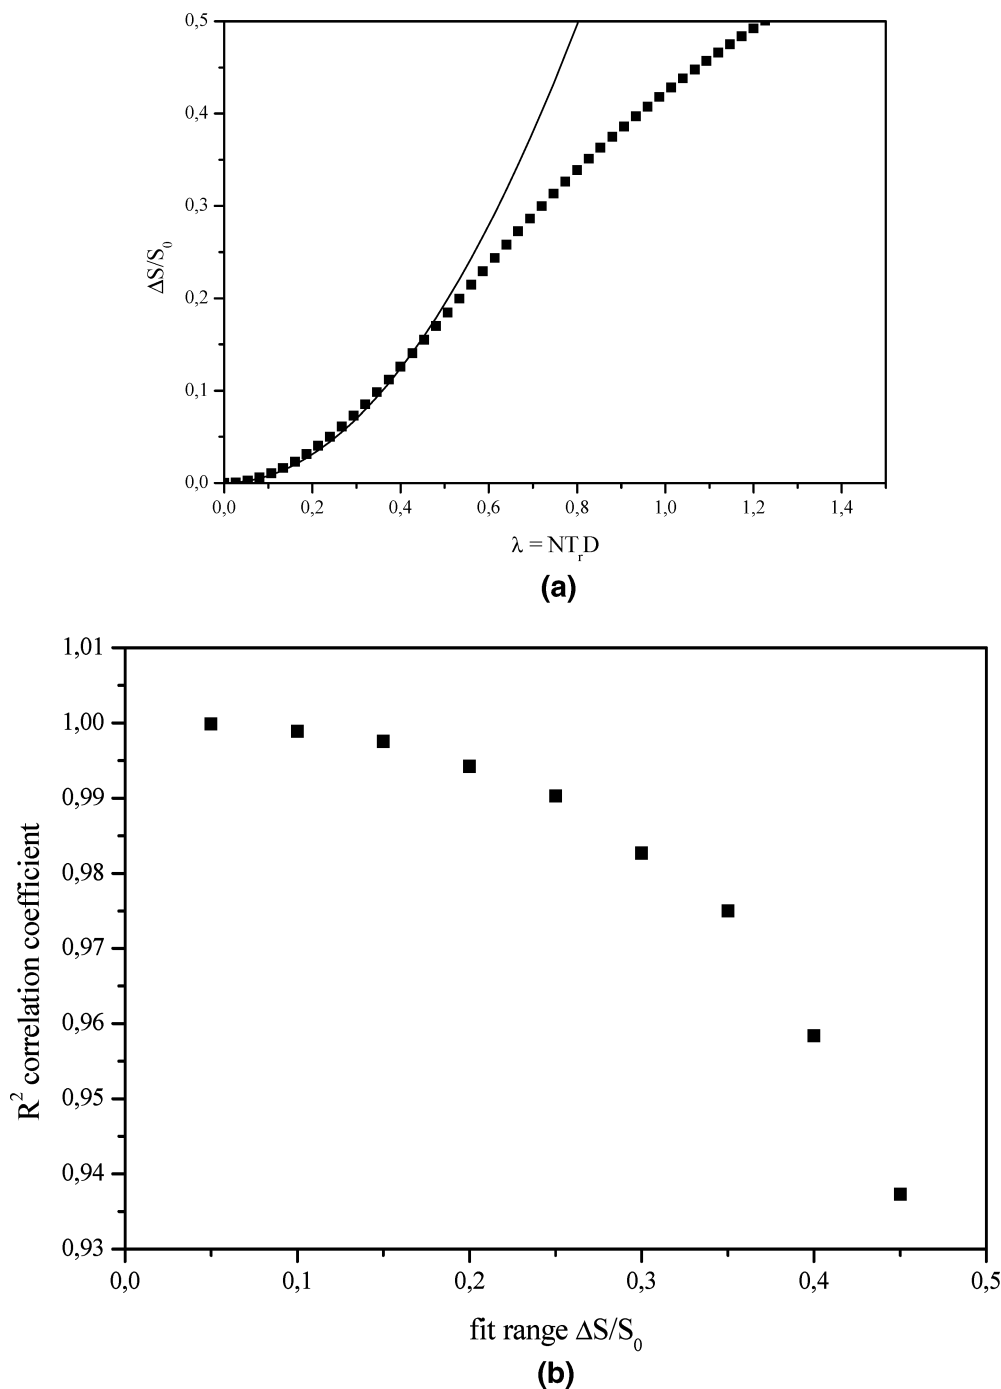 0,5
0,4
0,3
0,2
0,1
0,0
ΔS/S0
0,0 0,2 0,4 0,6 0,8 1,0 1,2 1,4
λ = NTrD
(a)
1,01
1,00
0,99
0,98
0,97
0,96
0,95
0,94
0,93
R2 correlation coefficient
0,0 0,1 0,2 0,3 0,4 0,5
fit range ΔS/S0
(b)